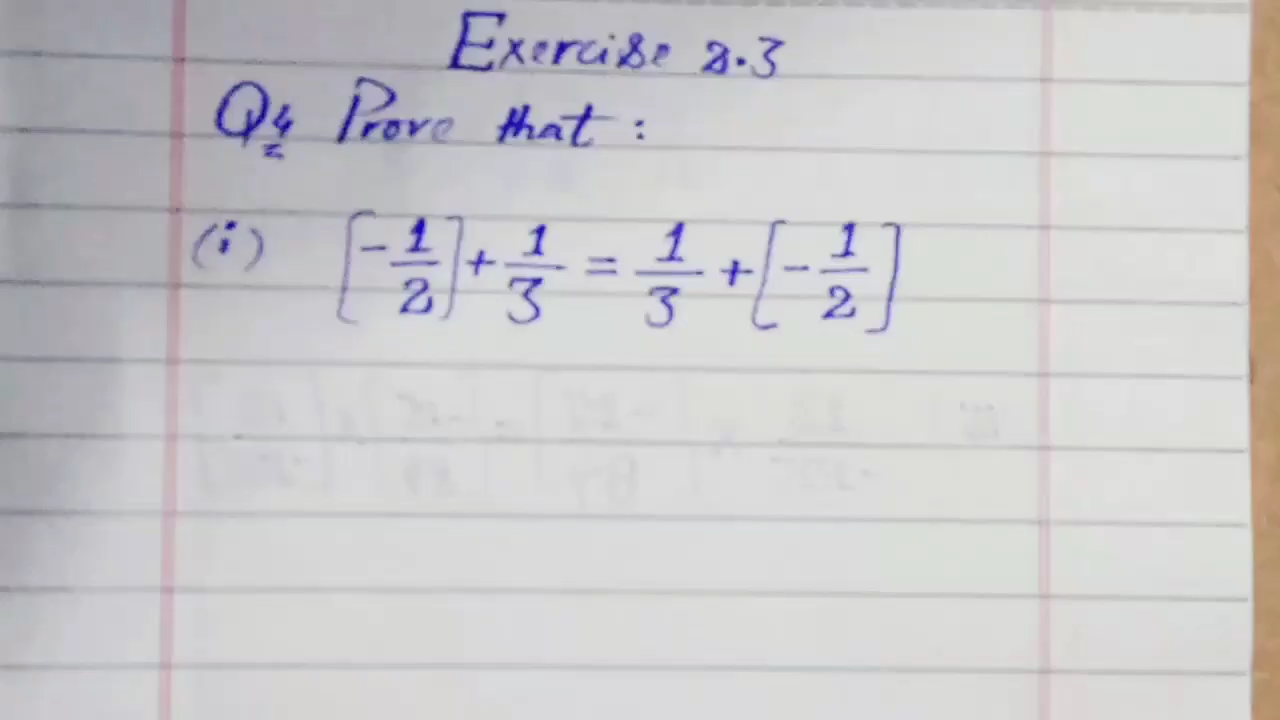 Exercise 2.3
Q4 Prove that :
(i) [-1/2] + 1/3 = 1/3 + [-1/2]